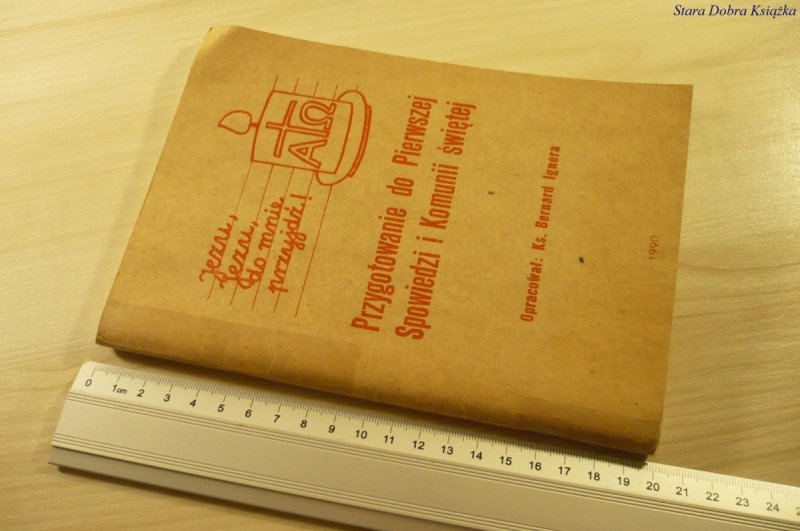 Stara Dobra Książka
Jezu,
Jezu,
do mnie
przyjdź!
A Ω
Przygotowanie do Pierwszej
Spowiedzi i Komunii świętej
Opracował: Ks. Bernard Ignera
1990
0 1cm 2 3 4 5 6 7 8 9 10 11 12 13 14 15 16 17 18 19 20 21 22 23 24